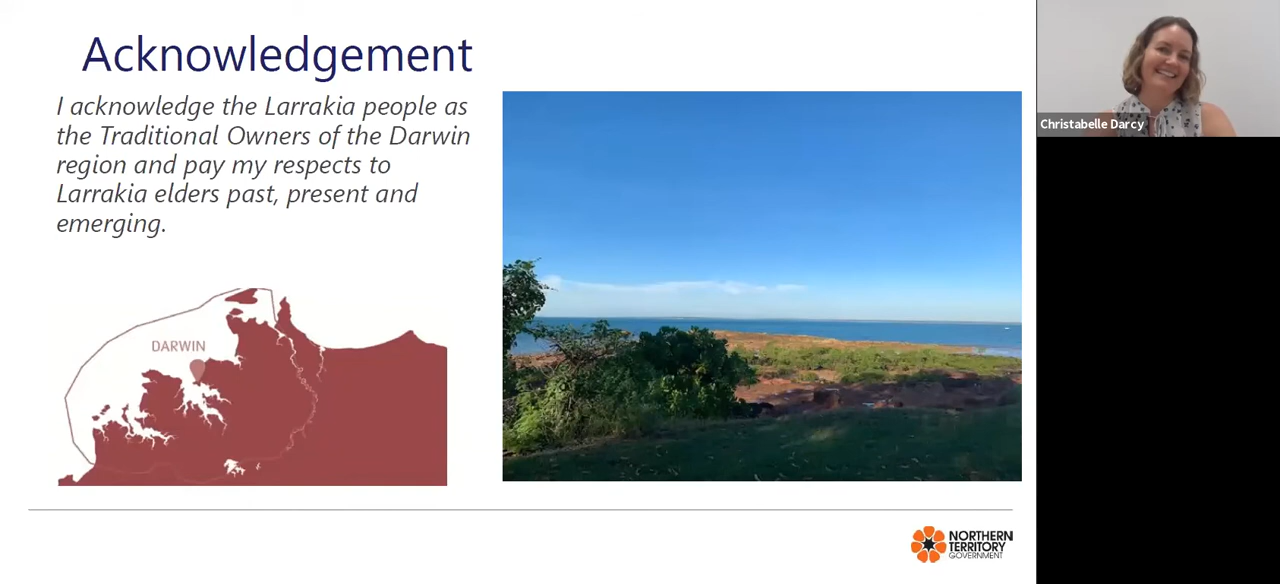 Acknowledgement
I acknowledge the Larrakia people as
the Traditional Owners of the Darwin
region and pay my respects to
Larrakia elders past, present and
emerging.
DARWIN
NORTHERN
TERRITORY
GOVERNMENT
Christabelle Darcy